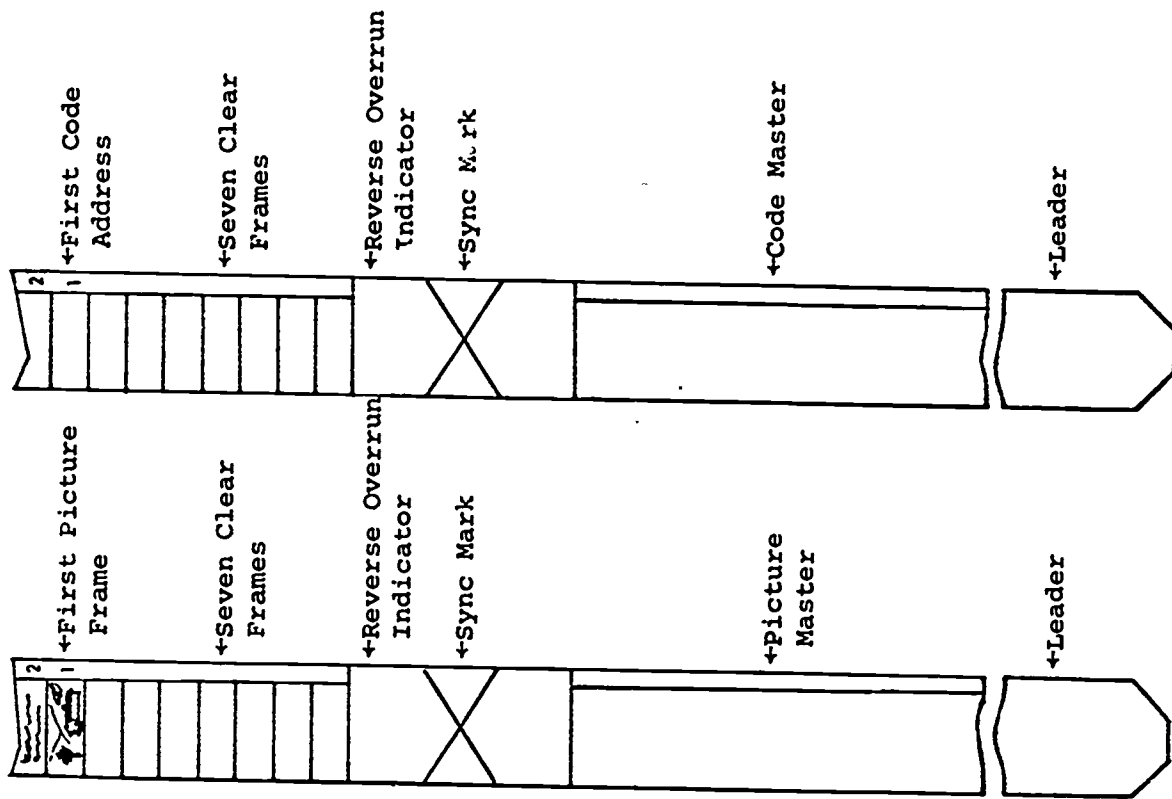 2
1
←First Code
Address
←Seven Clear
Frames
←Reverse Overrun
Indicator
←Sync
←Code Master
←Leader
2
1
←First Picture
Frame
←Seven Clear
Frames
←Reverse Overrun
Indicator
←Sync Mark
←Picture
Master
←Leader